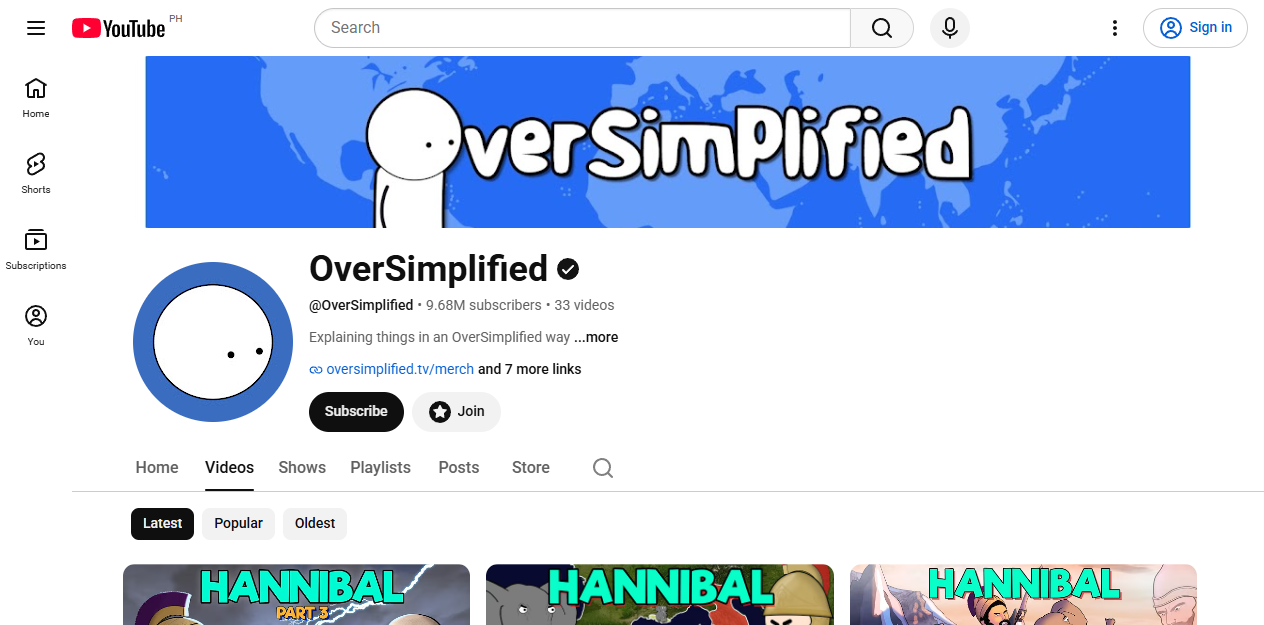 YouTube PH
Search
Sign in
Home
Shorts
Subscriptions
You
OverSimplified
OverSimplified
@OverSimplified • 9.68M subscribers • 33 videos
Explaining things in an OverSimplified way ...more
oversimplified.tv/merch and 7 more links
Subscribe
Join
Home Videos Shows Playlists Posts Store
Latest Popular Oldest
HANNIBAL
PART 3
HANNIBAL
HANNIBAL